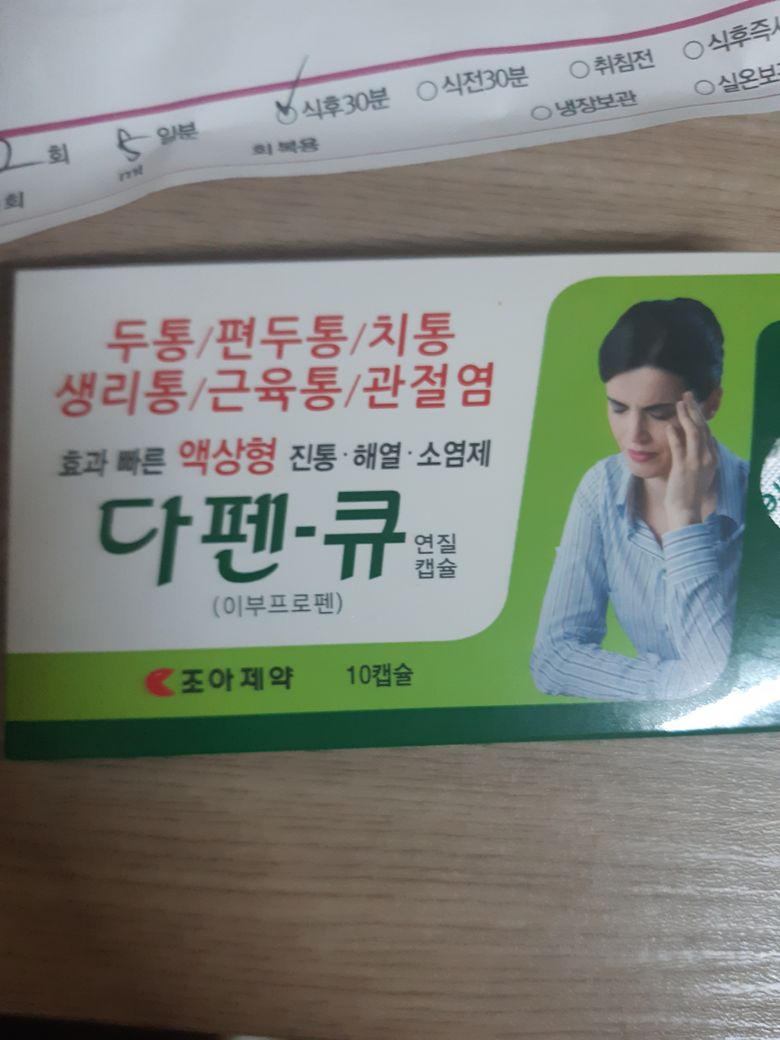 식후30분 식전30분 취침전 식후즉시
회 일분 냉장보관 실온보관
회 ml 회 복용
두통/편두통/치통
생리통/근육통/관절염
효과 빠른 액상형 진통·해열·소염제
다펜-큐 연질
캡슐
(이부프로펜)
조아제약 10캡슐